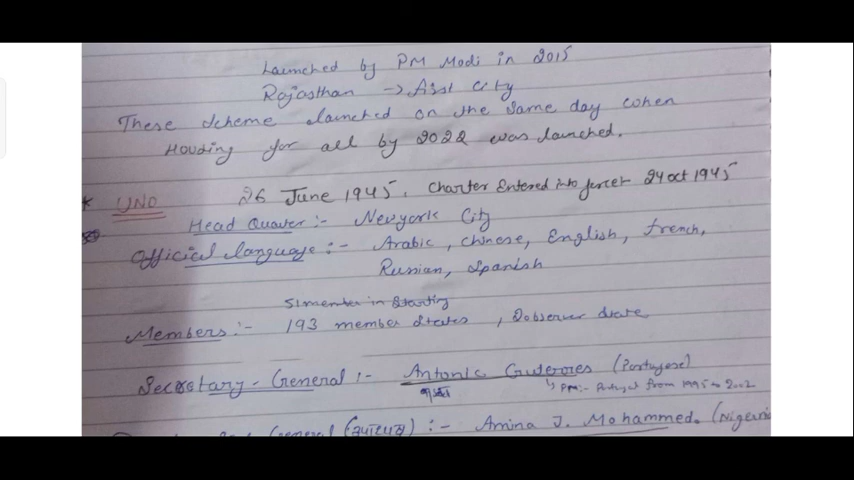 Launched by PM Modi in 2015
Rajasthan → First City
These Scheme launched on the same day when
Housing for all by 2022 was launched.
* UNO 26 June 1945, Charter Entered into force 24 oct 1945
Head Quater :- Newyork City
Official language :- Arabic, Chinese, English, french,
Russian, Spanish
51 member in Starting
Members :- 193 member States, 2 observer state
Secretary-General :- Antonio Guterres (Portugese)
↳ PM:- Portugal from 1995 to 2002
General :- Amina J. Mohammed. (Nigeria